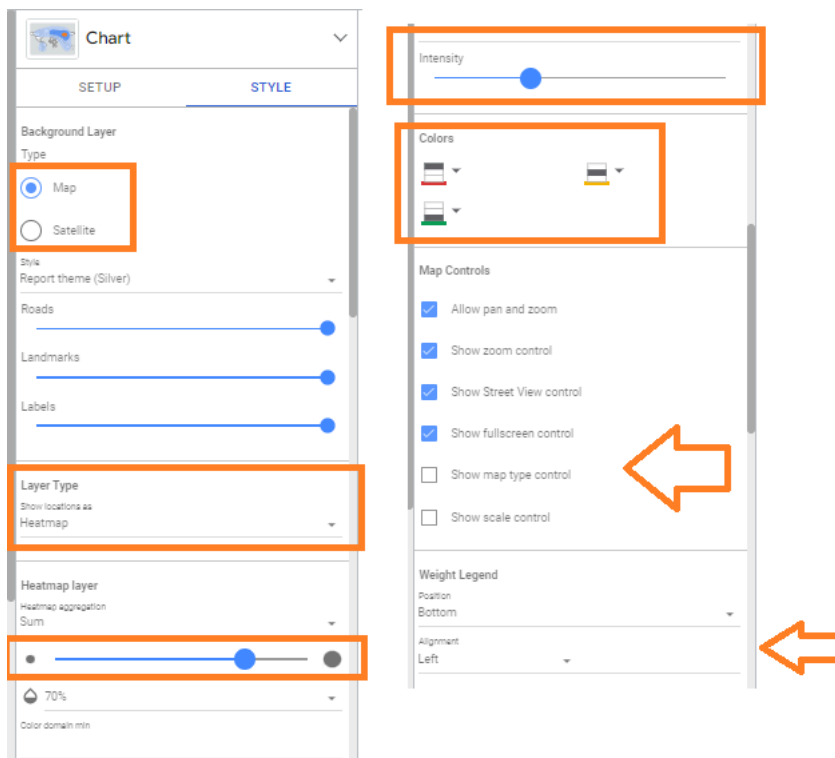 Chart
SETUP STYLE
Background Layer
Type
Map
Satellite
Style
Report theme (Silver)
Roads
Landmarks
Labels
Layer Type
Show locations as
Heatmap
Heatmap layer
Heatmap aggregation
Sum
70%
Color domain min
Intensity
Colors
Map Controls
Allow pan and zoom
Show zoom control
Show Street View control
Show fullscreen control
Show map type control
Show scale control
Weight Legend
Position
Bottom
Alignment
Left